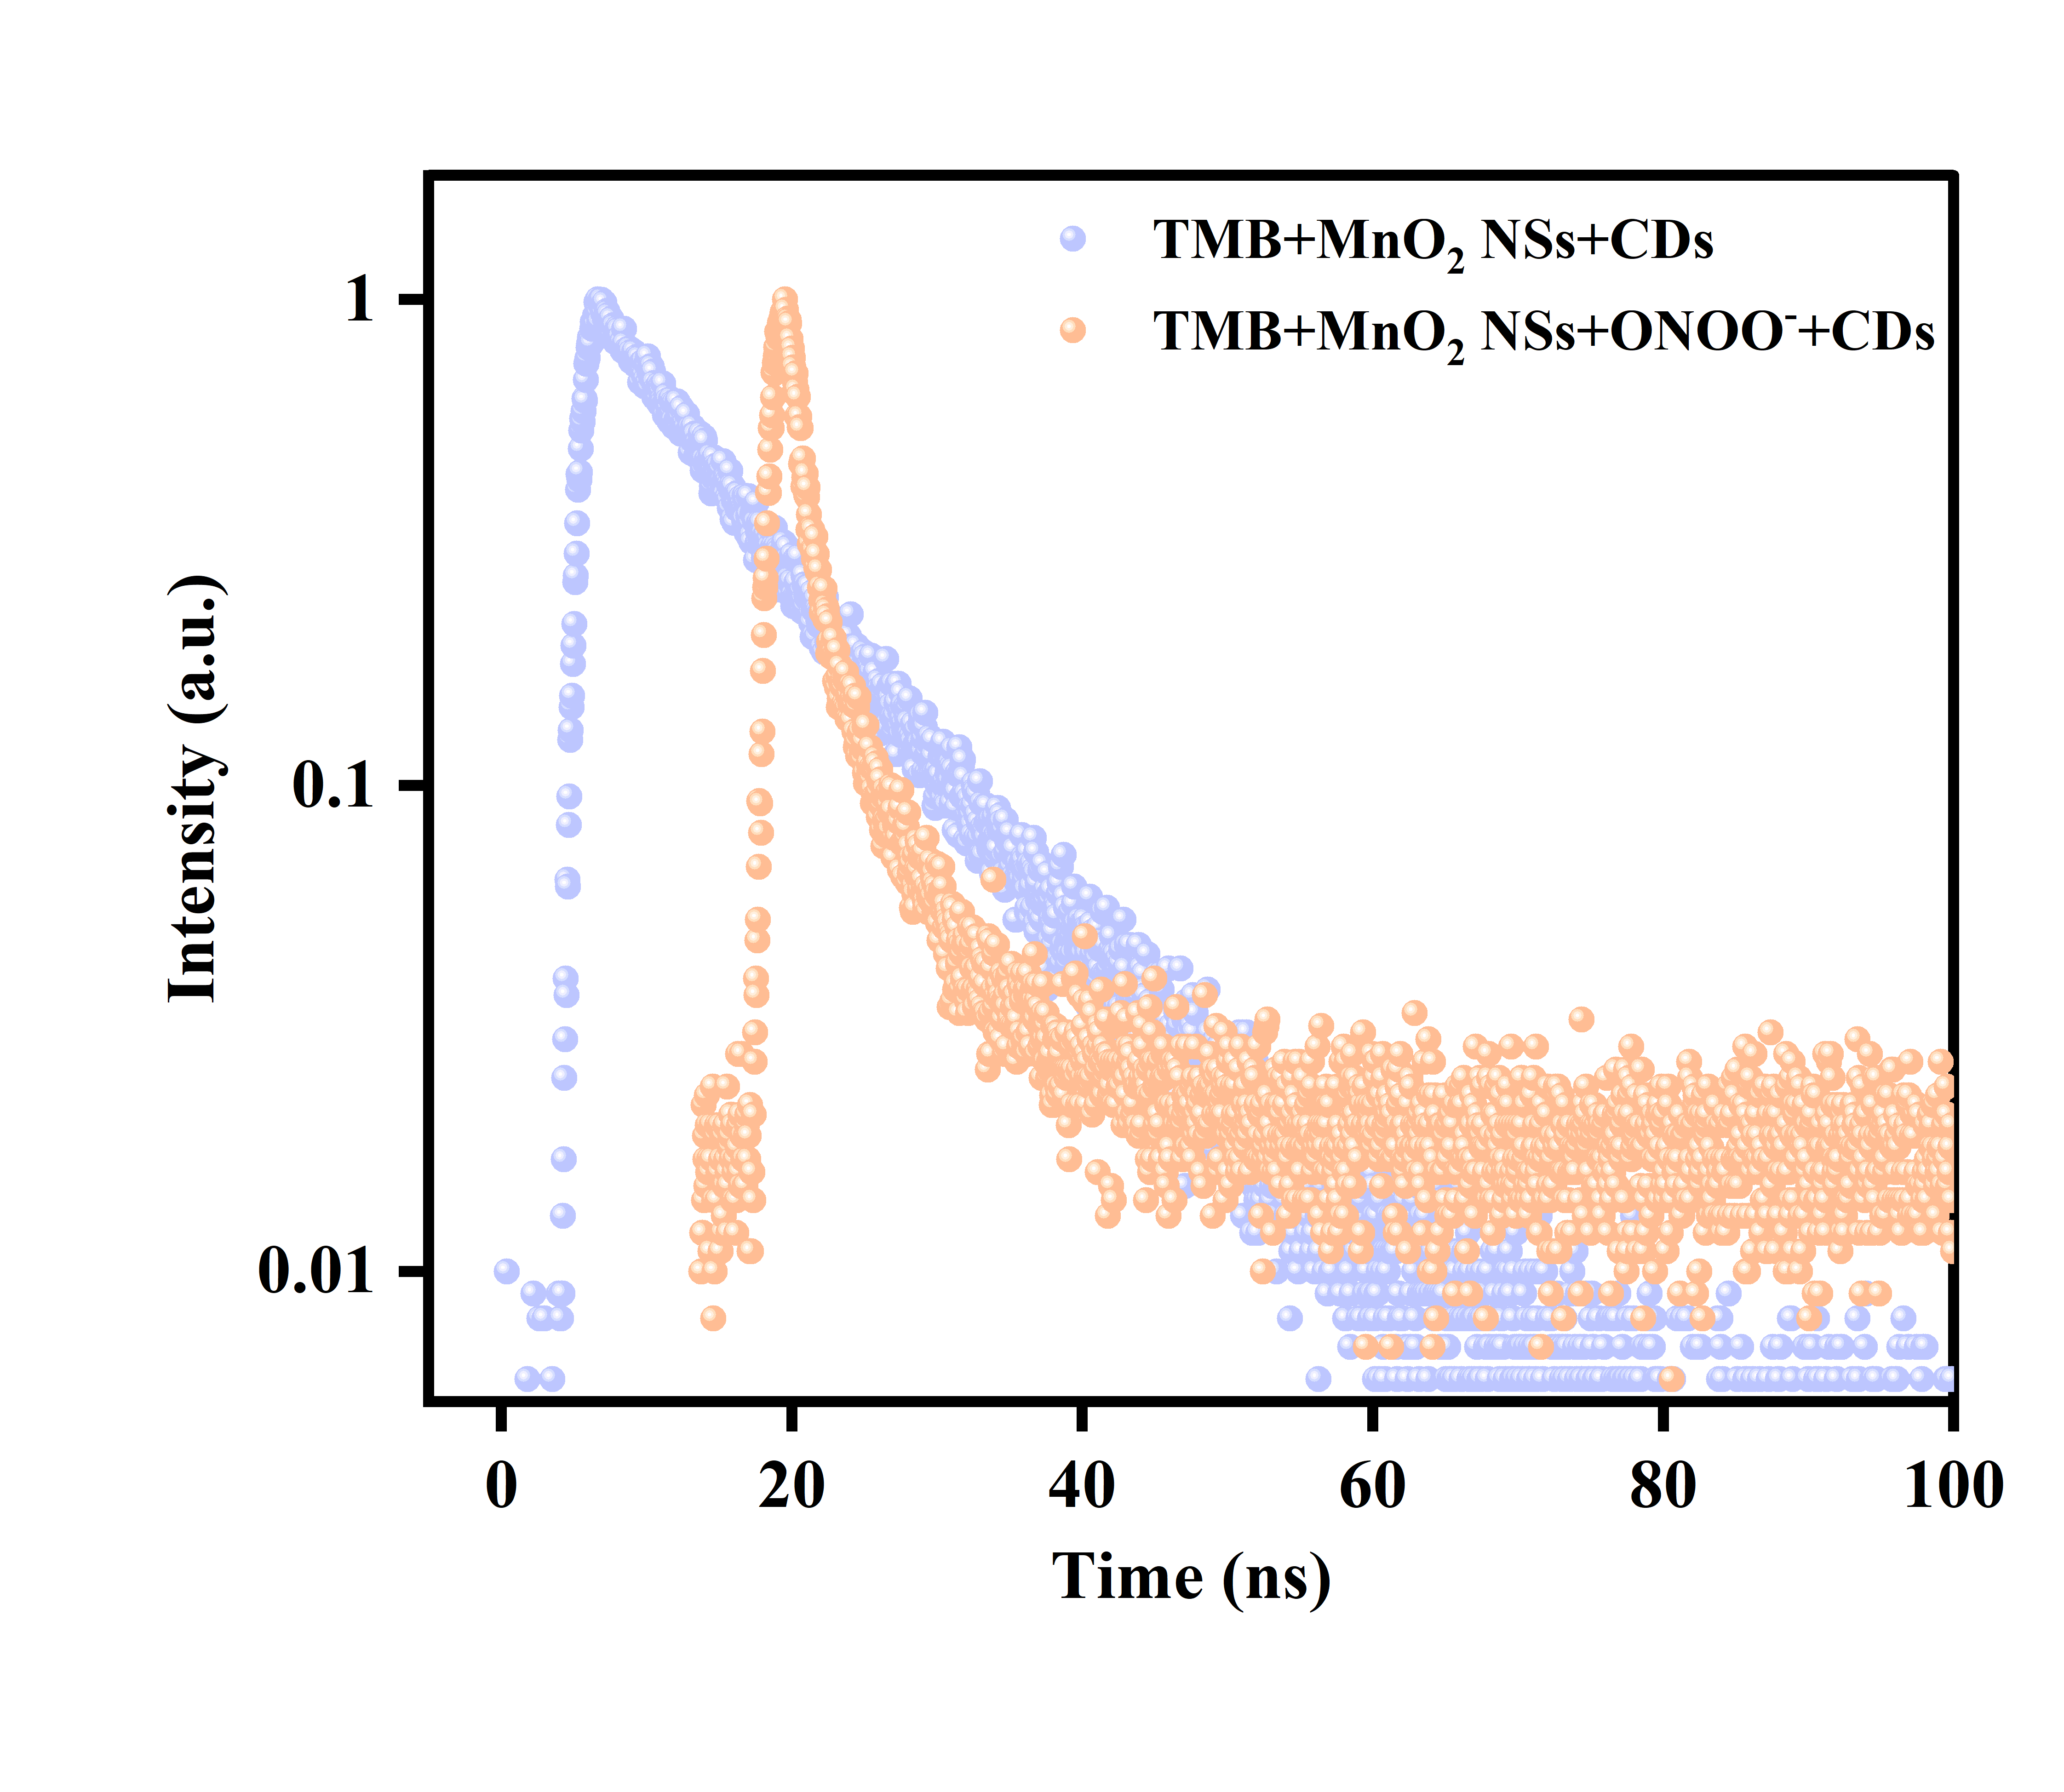 TMB+MnO₂ NSs+CDs
TMB+MnO₂ NSs+ONOO⁻+CDs
1
0.1
0.01
Intensity (a.u.)
0 20 40 60 80 100
Time (ns)